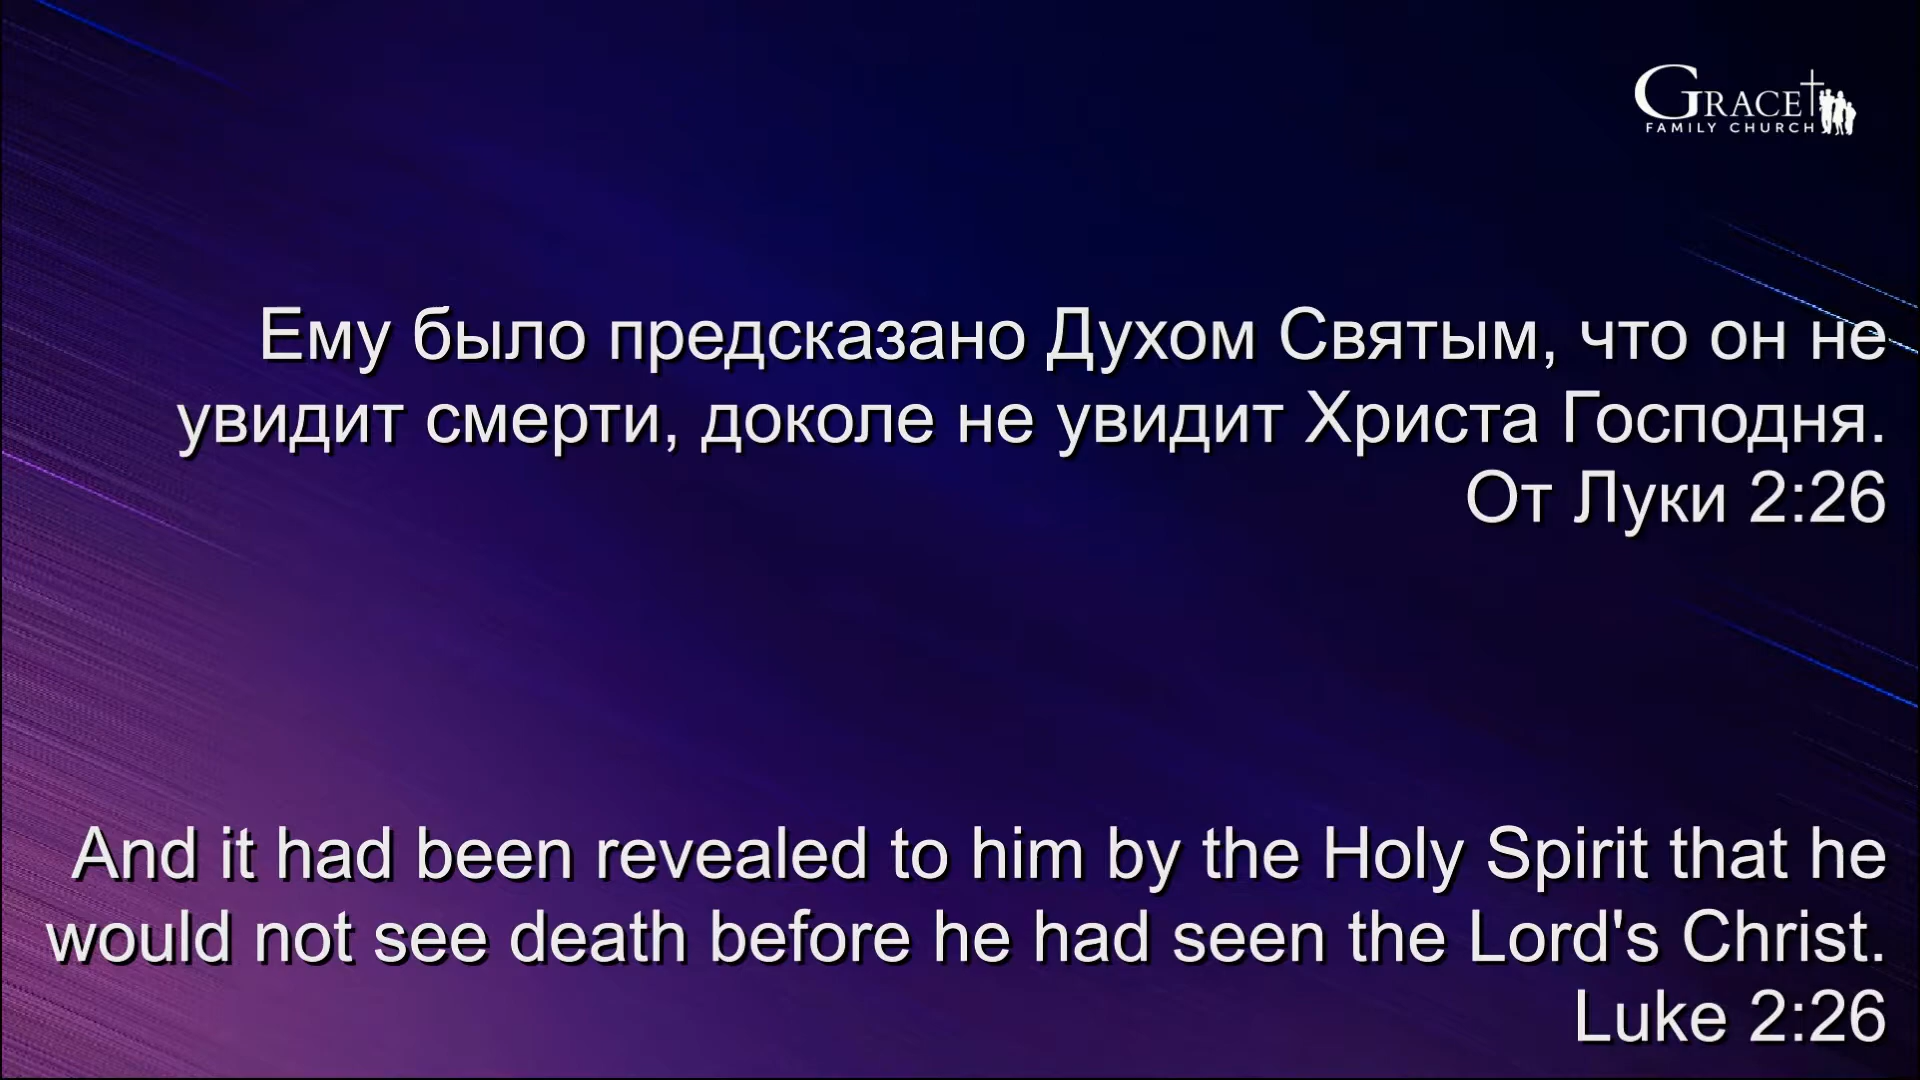 GRACE
FAMILY CHURCH
Ему было предсказано Духом Святым, что он не
увидит смерти, доколе не увидит Христа Господня.
От Луки 2:26
And it had been revealed to him by the Holy Spirit that he
would not see death before he had seen the Lord's Christ.
Luke 2:26